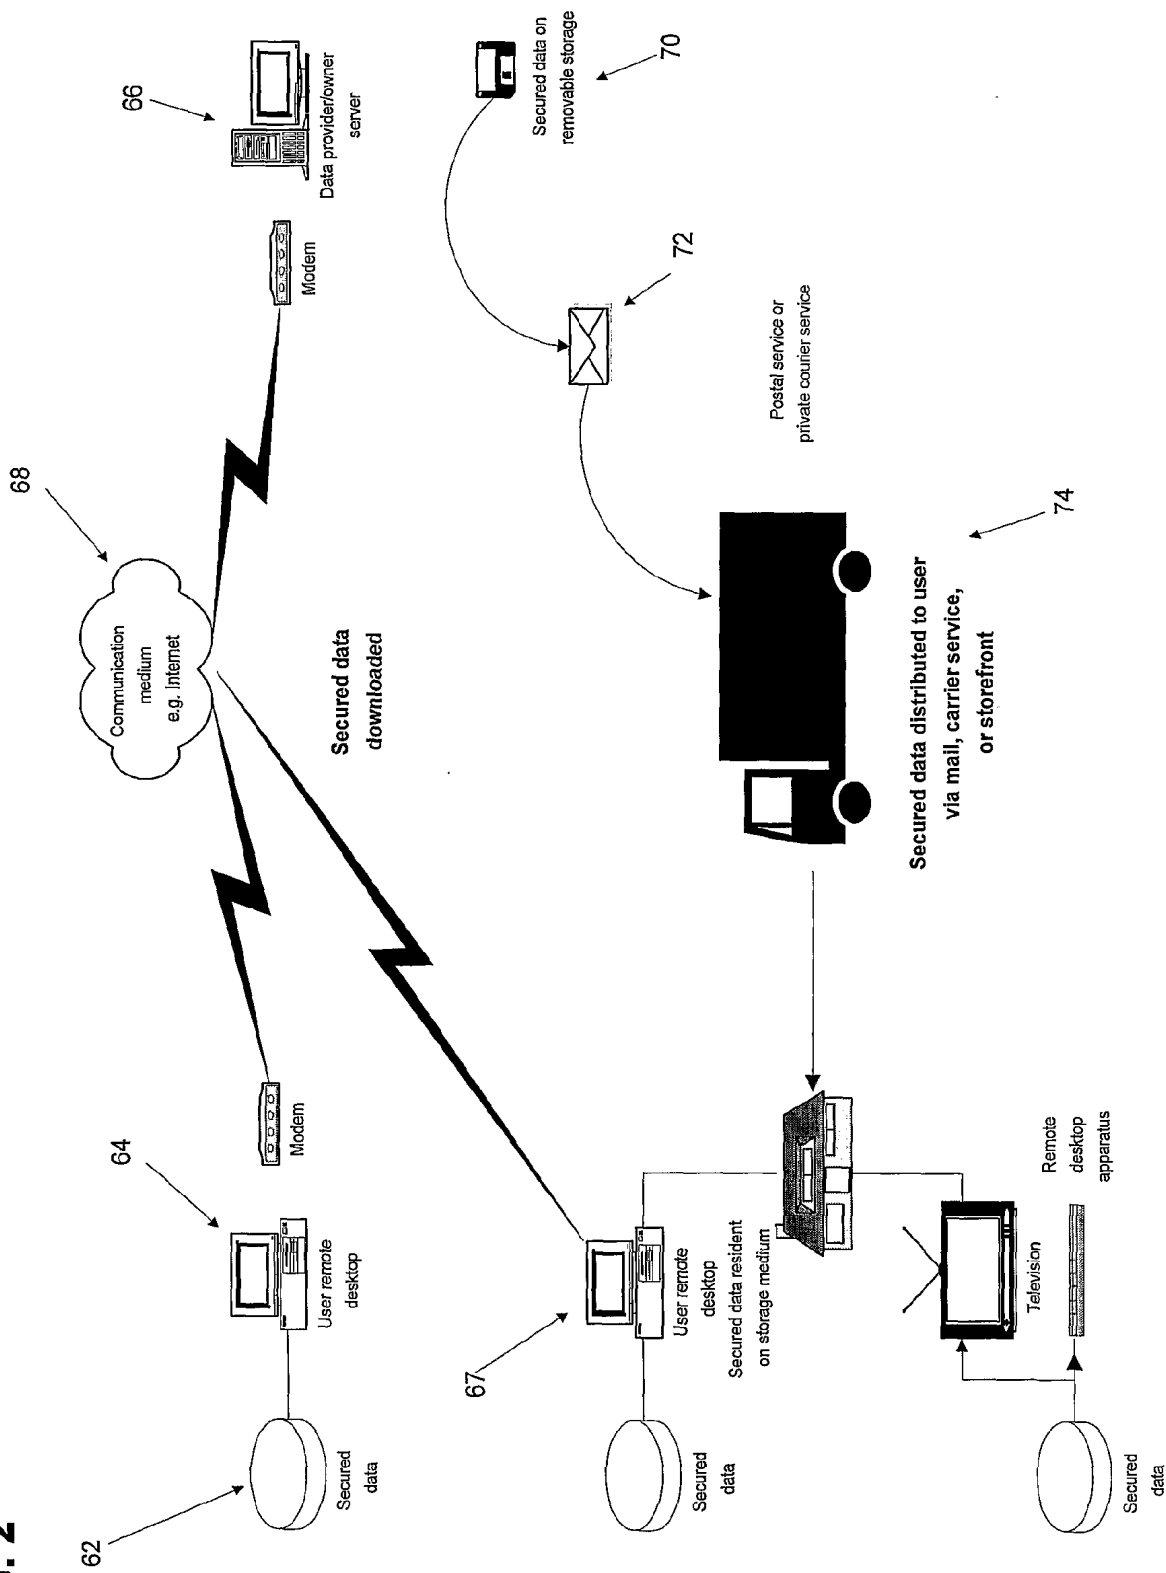 . 2
62
64
68
66
Communication
medium
e.g. Internet
Secured
data
User remote
desktop
Modem
Modem
Data provider/owner
server
Secured data
downloaded
67
Secured data on
removable storage
70
72
User remote
desktop
Secured data resident
on storage medium
Secured
data
Postal service or
private courier service
Secured data distributed to user
via mail, carrier service,
or storefront
74
Television
Remote
desktop
apparatus
Secured
data